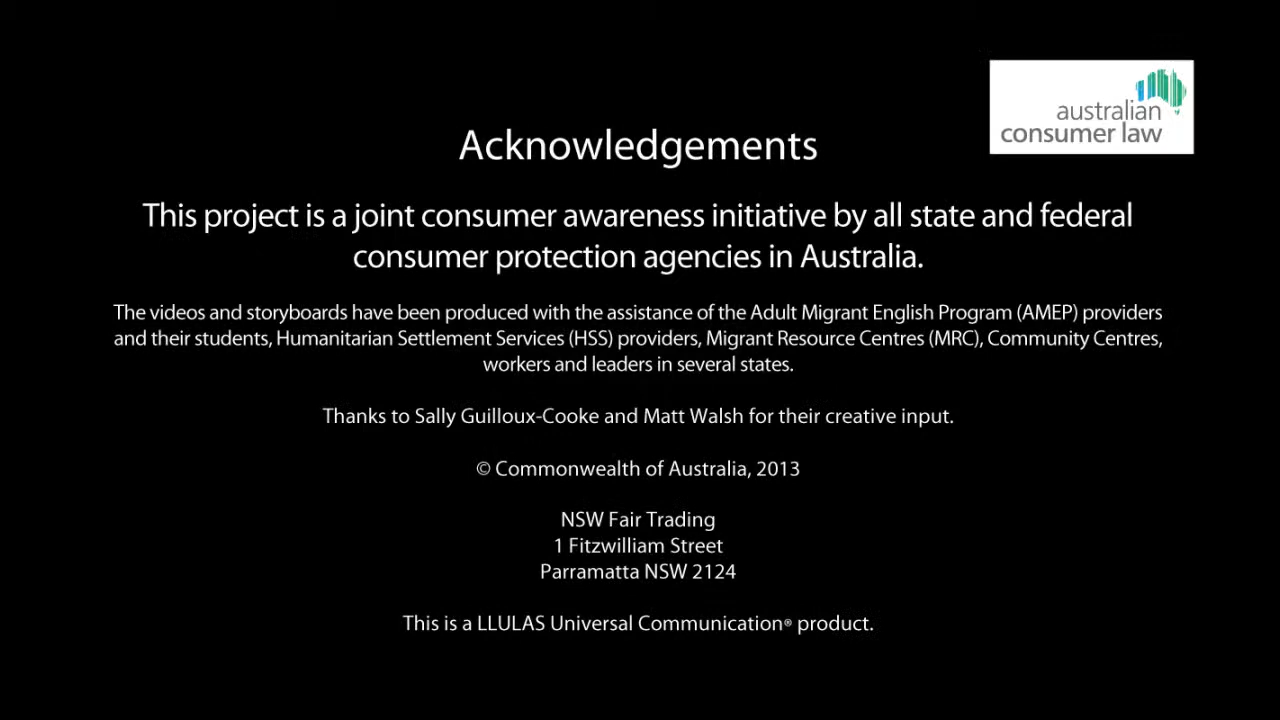 australian
consumer law
Acknowledgements
This project is a joint consumer awareness initiative by all state and federal
consumer protection agencies in Australia.
The videos and storyboards have been produced with the assistance of the Adult Migrant English Program (AMEP) providers
and their students, Humanitarian Settlement Services (HSS) providers, Migrant Resource Centres (MRC), Community Centres,
workers and leaders in several states.
Thanks to Sally Guilloux-Cooke and Matt Walsh for their creative input.
© Commonwealth of Australia, 2013
NSW Fair Trading
1 Fitzwilliam Street
Parramatta NSW 2124
This is a LLULAS Universal Communication® product.